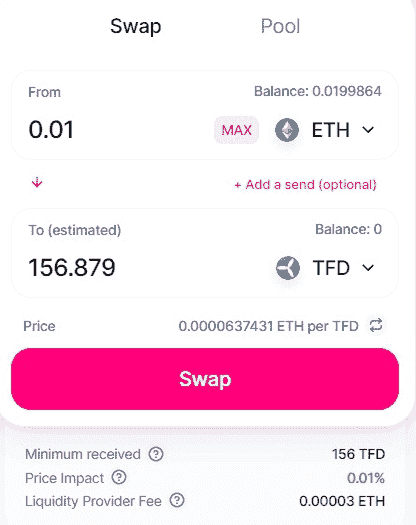 Swap Pool
From Balance: 0.0199864
0.01 MAX ETH
+ Add a send (optional)
To (estimated) Balance: 0
156.879 TFD
Price 0.0000637431 ETH per TFD
Swap
Minimum received ? 156 TFD
Price Impact ? 0.01%
Liquidity Provider Fee ? 0.00003 ETH